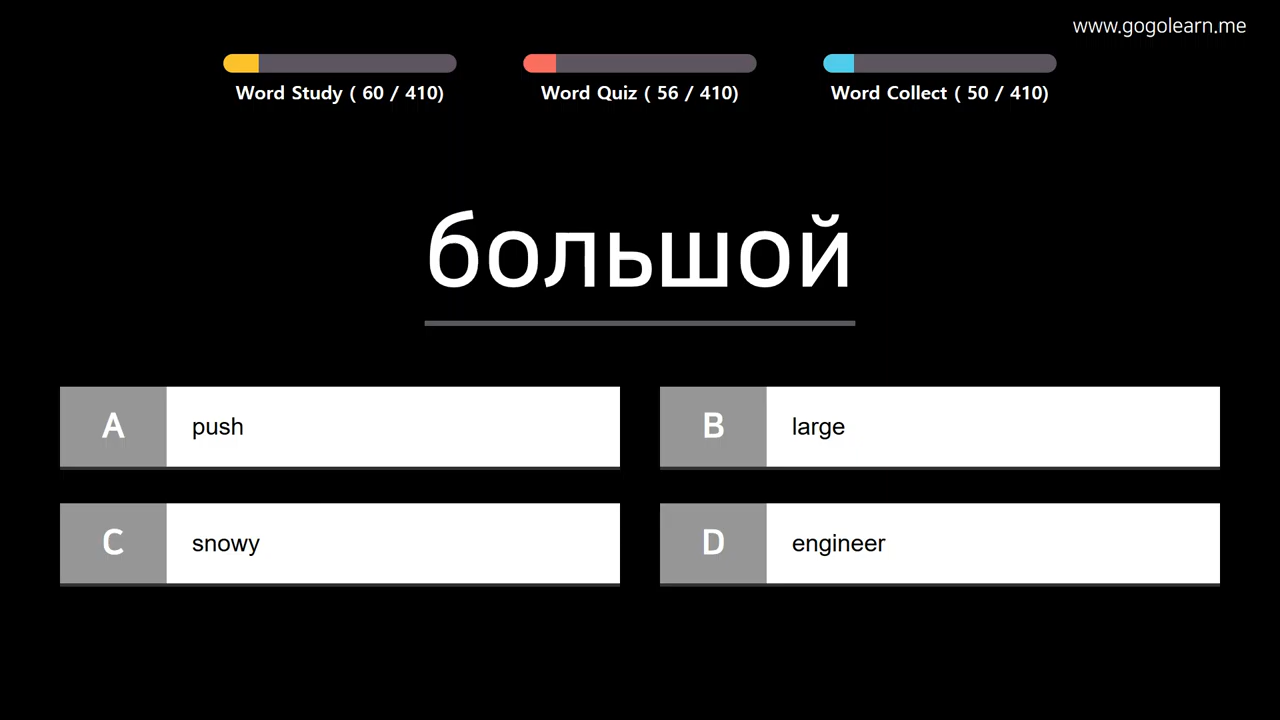 www.gogolearn.me
Word Study ( 60 / 410)
Word Quiz ( 56 / 410)
Word Collect ( 50 / 410)
большой
A push
B large
C snowy
D engineer